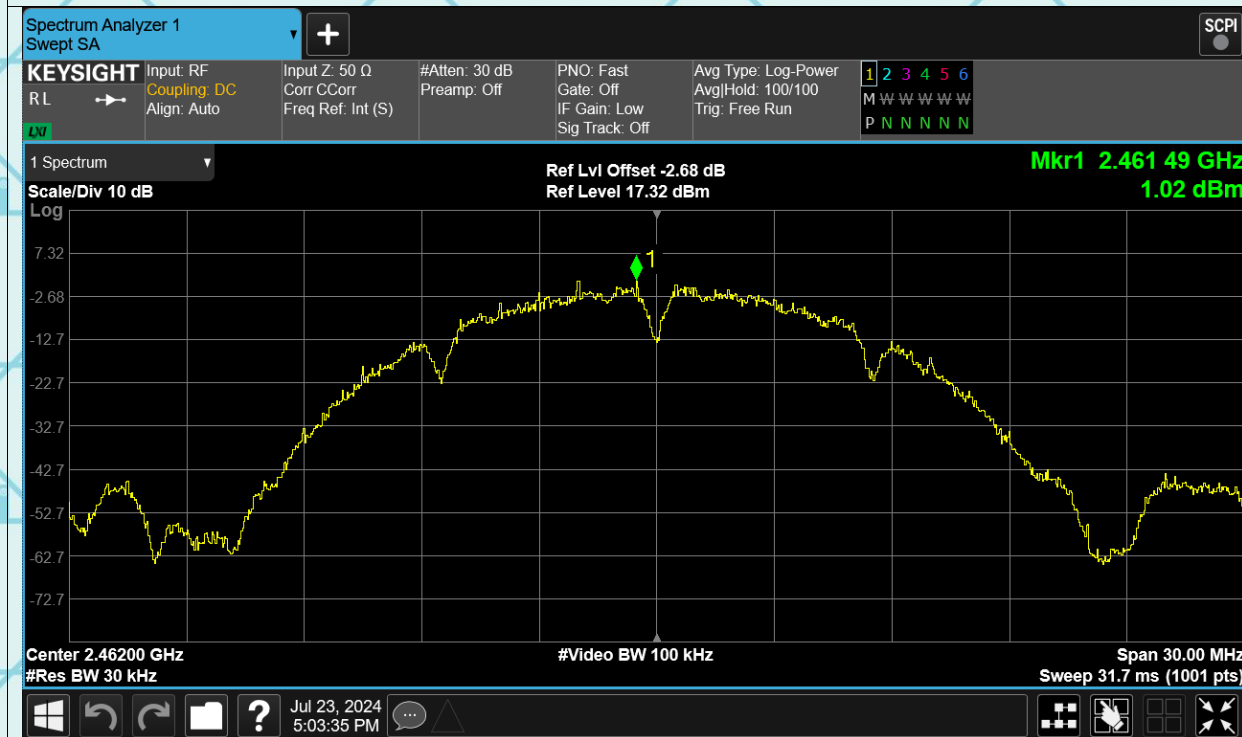 Spectrum Analyzer 1
Swept SA
+
SCPI
KEYSIGHT
RL
LXI
Input: RF
Coupling: DC
Align: Auto
Input Z: 50 Ω
Corr CCorr
Freq Ref: Int (S)
#Atten: 30 dB
Preamp: Off
PNO: Fast
Gate: Off
IF Gain: Low
Sig Track: Off
Avg Type: Log-Power
Avg|Hold: 100/100
Trig: Free Run
1 2 3 4 5 6
M W W W W W
P N N N N N
1 Spectrum
Scale/Div 10 dB
Log
Ref Lvl Offset -2.68 dB
Ref Level 17.32 dBm
Mkr1 2.461 49 GHz
1.02 dBm
1
7.32
-2.68
-12.7
-22.7
-32.7
-42.7
-52.7
-62.7
-72.7
Center 2.46200 GHz
#Res BW 30 kHz
#Video BW 100 kHz
Span 30.00 MHz
Sweep 31.7 ms (1001 pts)
?
Jul 23, 2024
5:03:35 PM